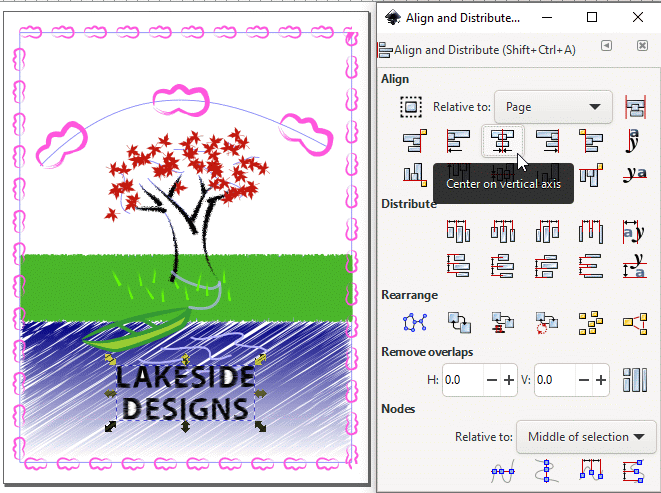 LAKESIDE
DESIGNS
Align and Distribute...
Align and Distribute (Shift+Ctrl+A)
Align
Relative to: Page
Center on vertical axis
Distribute
Rearrange
Remove overlaps
H: 0.0 V: 0.0
Nodes
Relative to: Middle of selection